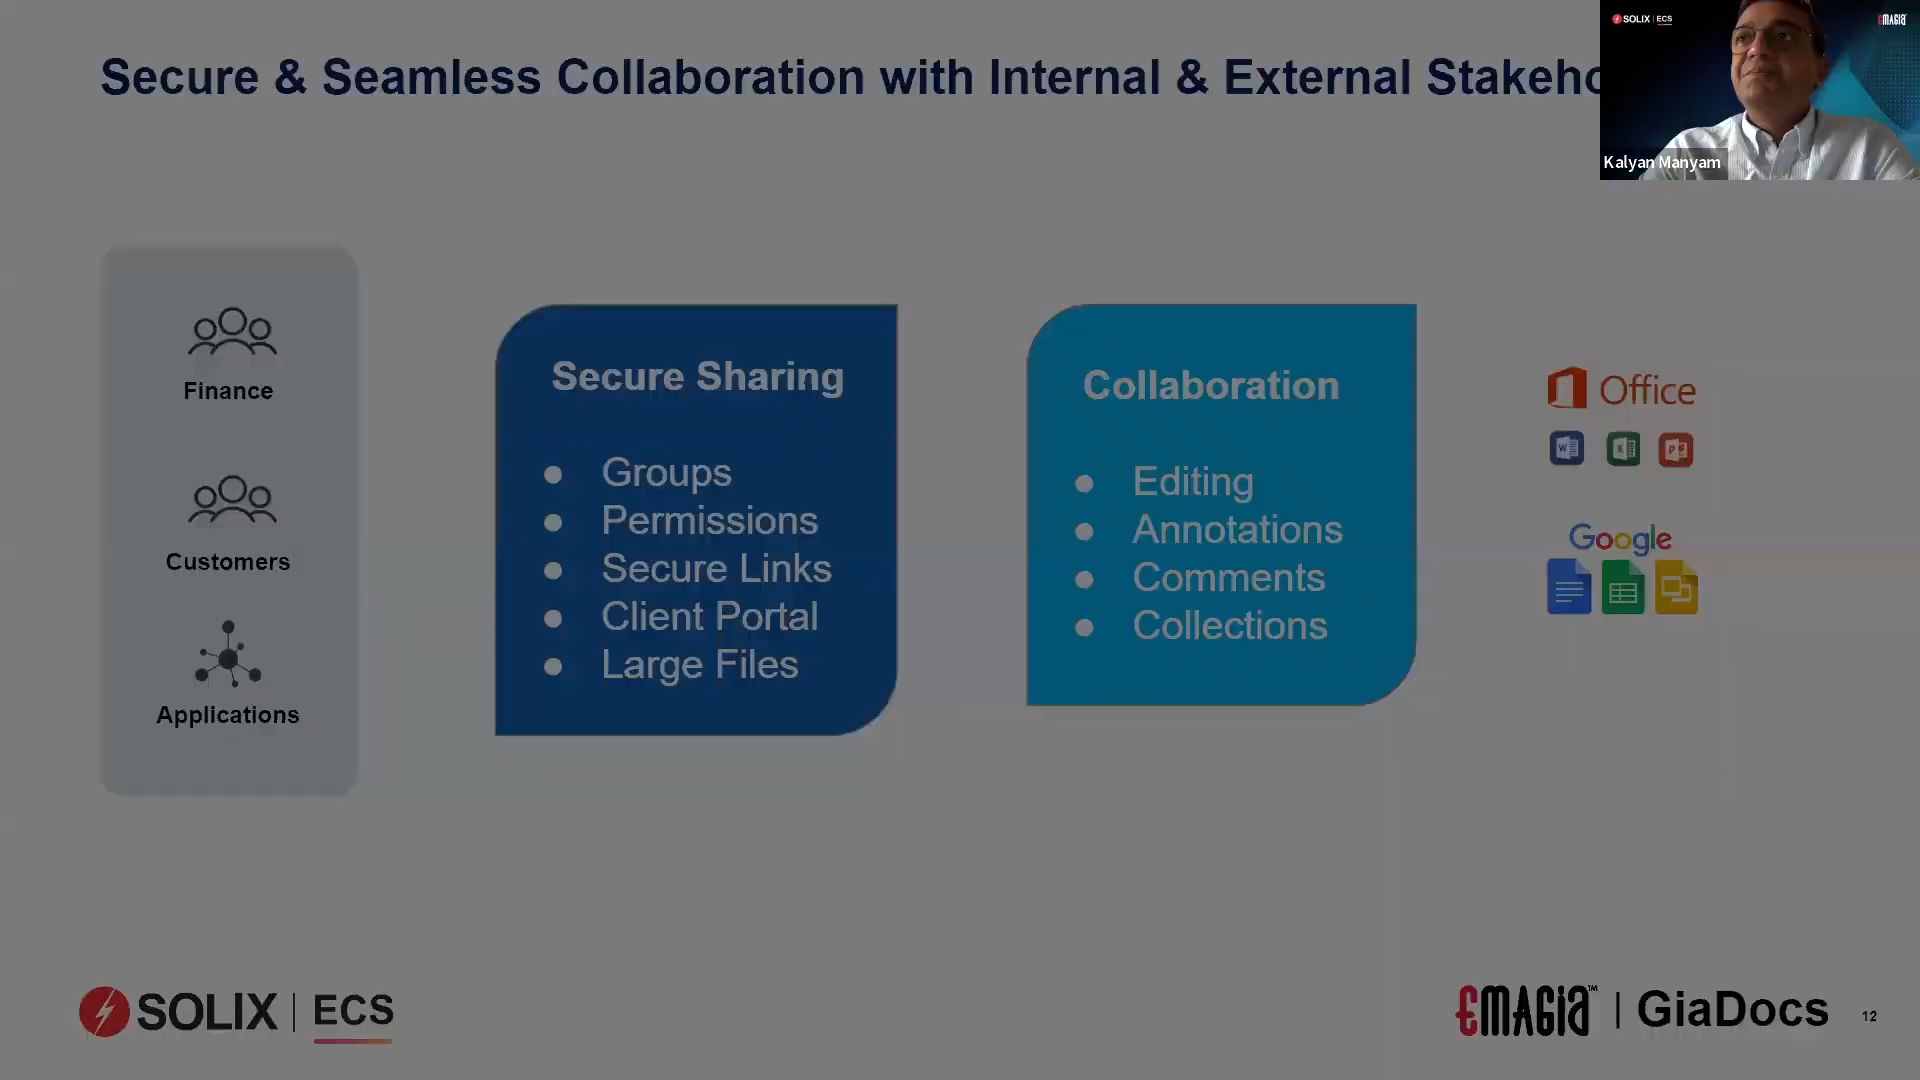 Secure & Seamless Collaboration with Internal & External
SOLIX | ECS
EMAGIA
Kalyan Manyam
Finance
Customers
Applications
Secure Sharing
Groups
Permissions
Secure Links
Client Portal
Large Files
Collaboration
Editing
Annotations
Comments
Collections
Office
Google
SOLIX | ECS
EMAGIA™ | GiaDocs
12